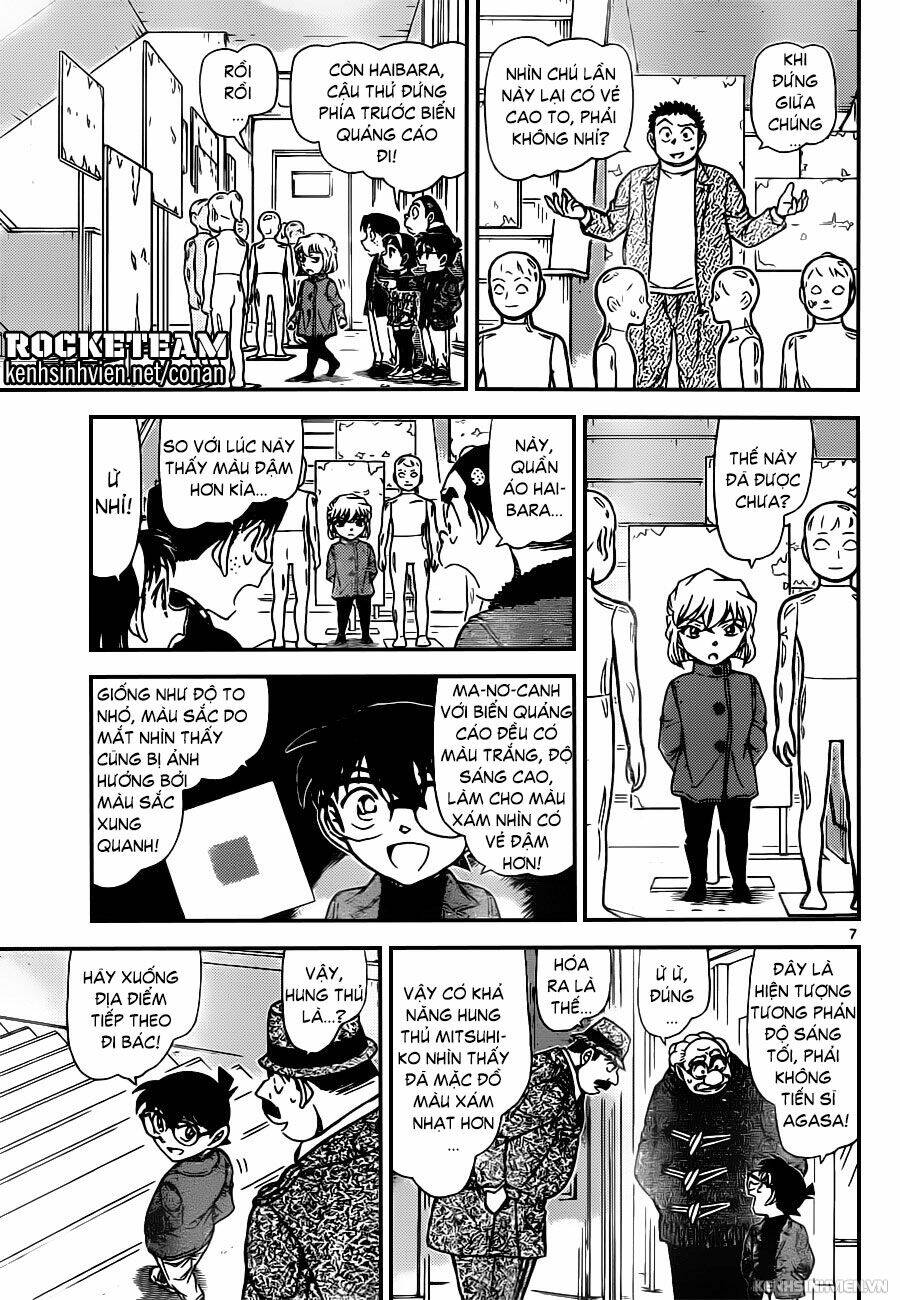 KHI
ĐỨNG
GIỮA
CHÚNG
...
NHÌN CHÚ LẦN
NÀY LẠI CÓ VẺ
CAO TO, PHẢI
KHÔNG NHỈ?
CÒN HAIBARA,
CẬU THỬ ĐỨNG
PHÍA TRƯỚC BIỂN
QUẢNG CÁO
ĐI!
RỒI
RỒI
...
ROCKETEAM
kenhsinhvien.net/conan
THẾ NÀY
ĐÃ ĐƯỢC
CHƯA?
NÀY,
QUẦN
ÁO HAI-
BARA...
SO VỚI LÚC NÃY
THẤY MÀU ĐẬM
HƠN KÌA...
Ừ
NHỈ!
MA-NƠ-CANH
VỚI BIỂN QUẢNG
CÁO ĐỀU CÓ
MÀU TRẮNG, ĐỘ
SÁNG CAO,
LÀM CHO MÀU
XÁM NHÌN CÓ
VẺ ĐẬM
HƠN!
GIỐNG NHƯ ĐỘ TO
NHỎ, MÀU SẮC DO
MẮT NHÌN THẤY
CŨNG BỊ ẢNH
HƯỞNG BỞI
MÀU SẮC
XUNG
QUANH!
7
ĐÂY LÀ
HIỆN TƯỢNG
TƯƠNG PHẢN
ĐỘ SÁNG
TỐI, PHẢI
KHÔNG
TIẾN SĨ
AGASA!
Ừ Ừ,
ĐÚNG
...
HÓA
RA LÀ
THẾ...
VẬY CÓ KHẢ
NĂNG HUNG
THỦ MITSUHI-
KO NHÌN THẤY
ĐÃ MẶC ĐỒ
MÀU XÁM
NHẠT HƠN
...
VẬY,
HUNG THỦ
LÀ...?
HÃY XUỐNG
ĐỊA ĐIỂM
TIẾP THEO
ĐI BÁC!
KENHSINHVIEN.VN